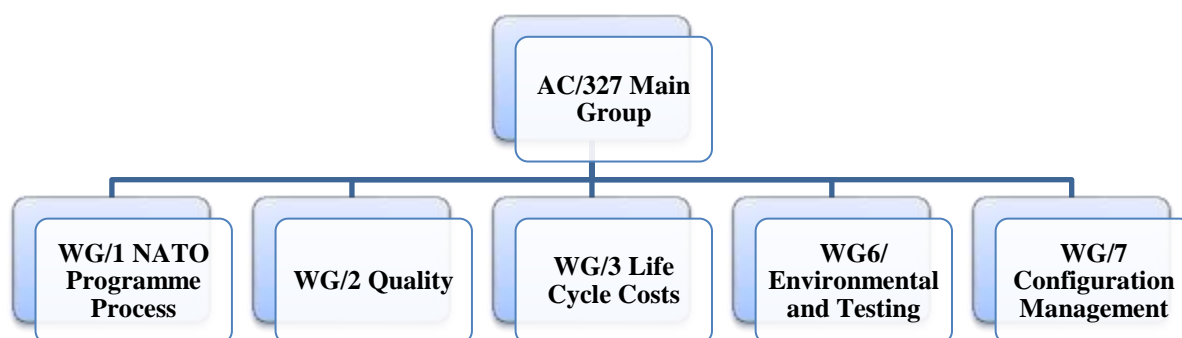 AC/327 Main
Group
WG/1 NATO
Programme
Process
WG/2 Quality
WG/3 Life
Cycle Costs
WG6/
Environmental
and Testing
WG/7
Configuration
Management